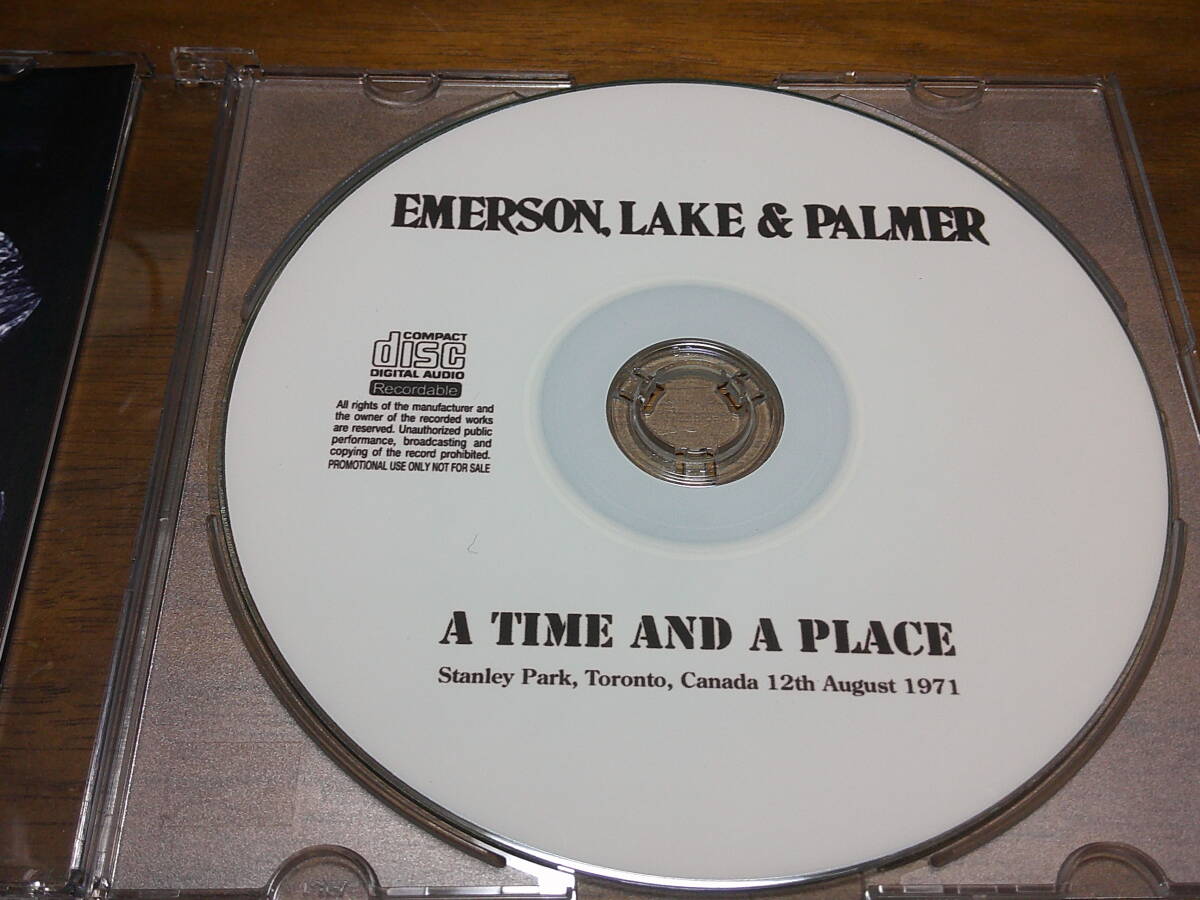 EMERSON, LAKE & PALMER
COMPACT
disc
DIGITAL AUDIO
Recordable
All rights of the manufacturer and
the owner of the recorded works
are reserved. Unauthorized public
performance, broadcasting and
copying of the record prohibited.
PROMOTIONAL USE ONLY NOT FOR SALE
A TIME AND A PLACE
Stanley Park, Toronto, Canada 12th August 1971